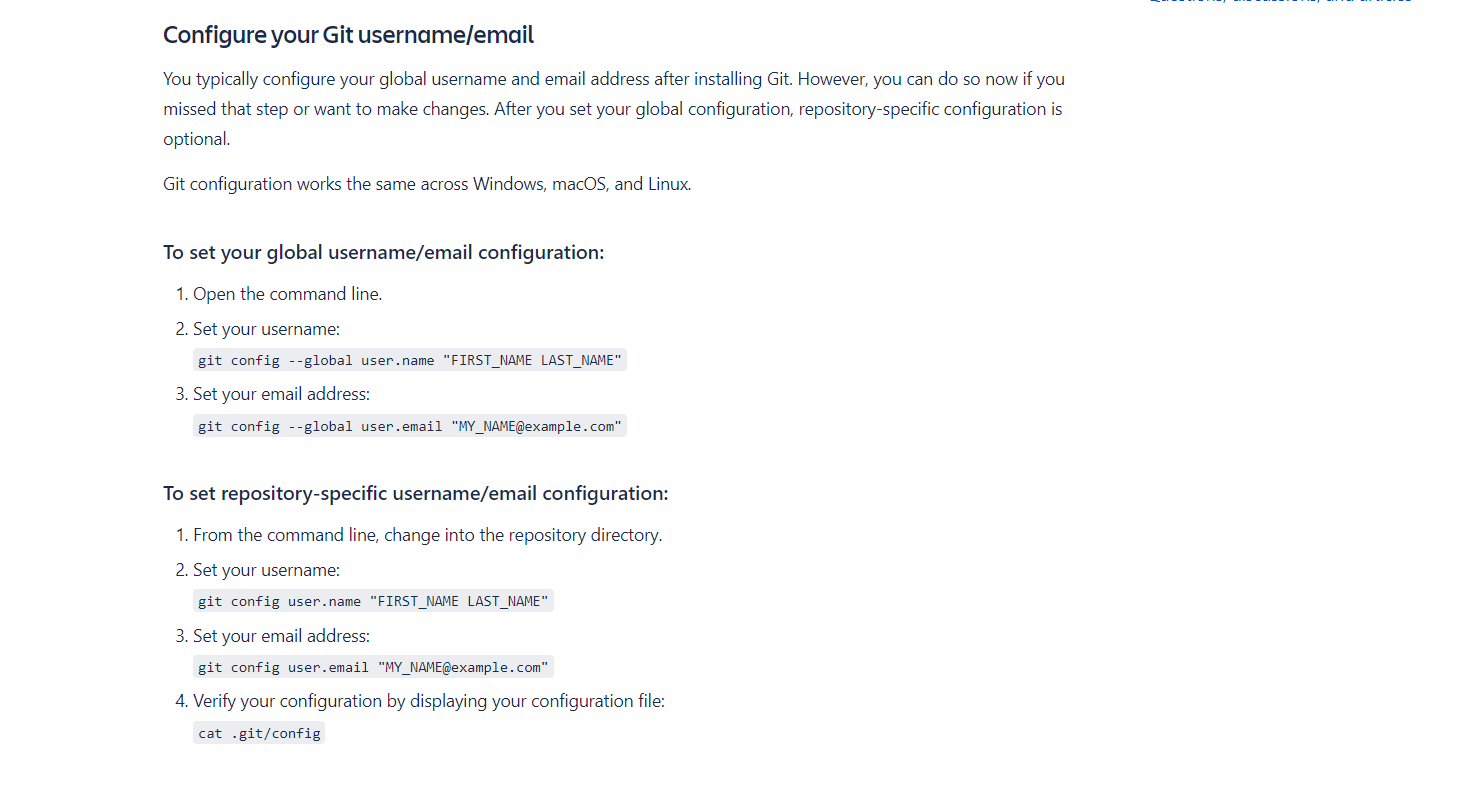 Questions, discussions, and articles
Configure your Git username/email
You typically configure your global username and email address after installing Git. However, you can do so now if you
missed that step or want to make changes. After you set your global configuration, repository-specific configuration is
optional.
Git configuration works the same across Windows, macOS, and Linux.
To set your global username/email configuration:
1. Open the command line.
2. Set your username:
git config --global user.name "FIRST_NAME LAST_NAME"
3. Set your email address:
git config --global user.email "MY_NAME@example.com"
To set repository-specific username/email configuration:
1. From the command line, change into the repository directory.
2. Set your username:
git config user.name "FIRST_NAME LAST_NAME"
3. Set your email address:
git config user.email "MY_NAME@example.com"
4. Verify your configuration by displaying your configuration file:
cat .git/config